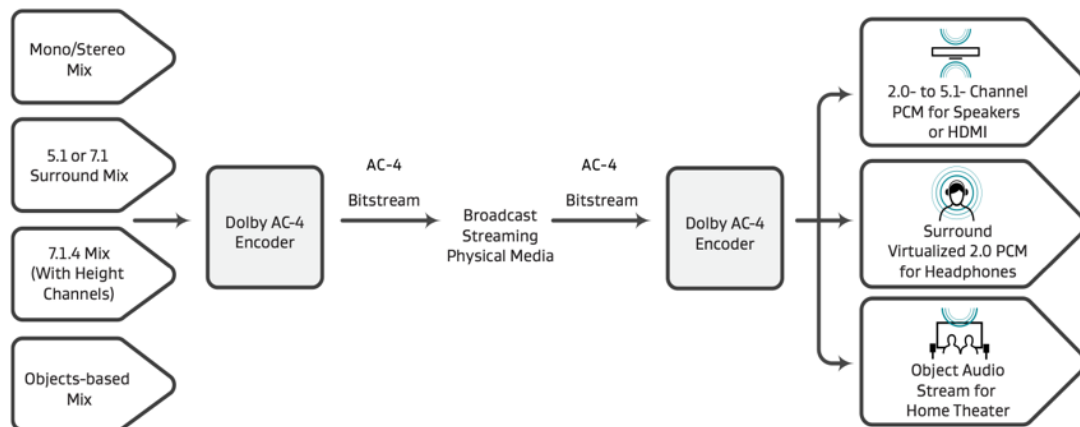 Mono/Stereo
Mix
5.1 or 7.1
Surround Mix
7.1.4 Mix
(With Height
Channels)
Objects-based
Mix
Dolby AC-4
Encoder
AC-4
Bitstream
Broadcast
Streaming
Physical Media
AC-4
Bitstream
Dolby AC-4
Encoder
2.0- to 5.1- Channel
PCM for Speakers
or HDMI
Surround
Virtualized 2.0 PCM
for Headphones
Object Audio
Stream for
Home Theater